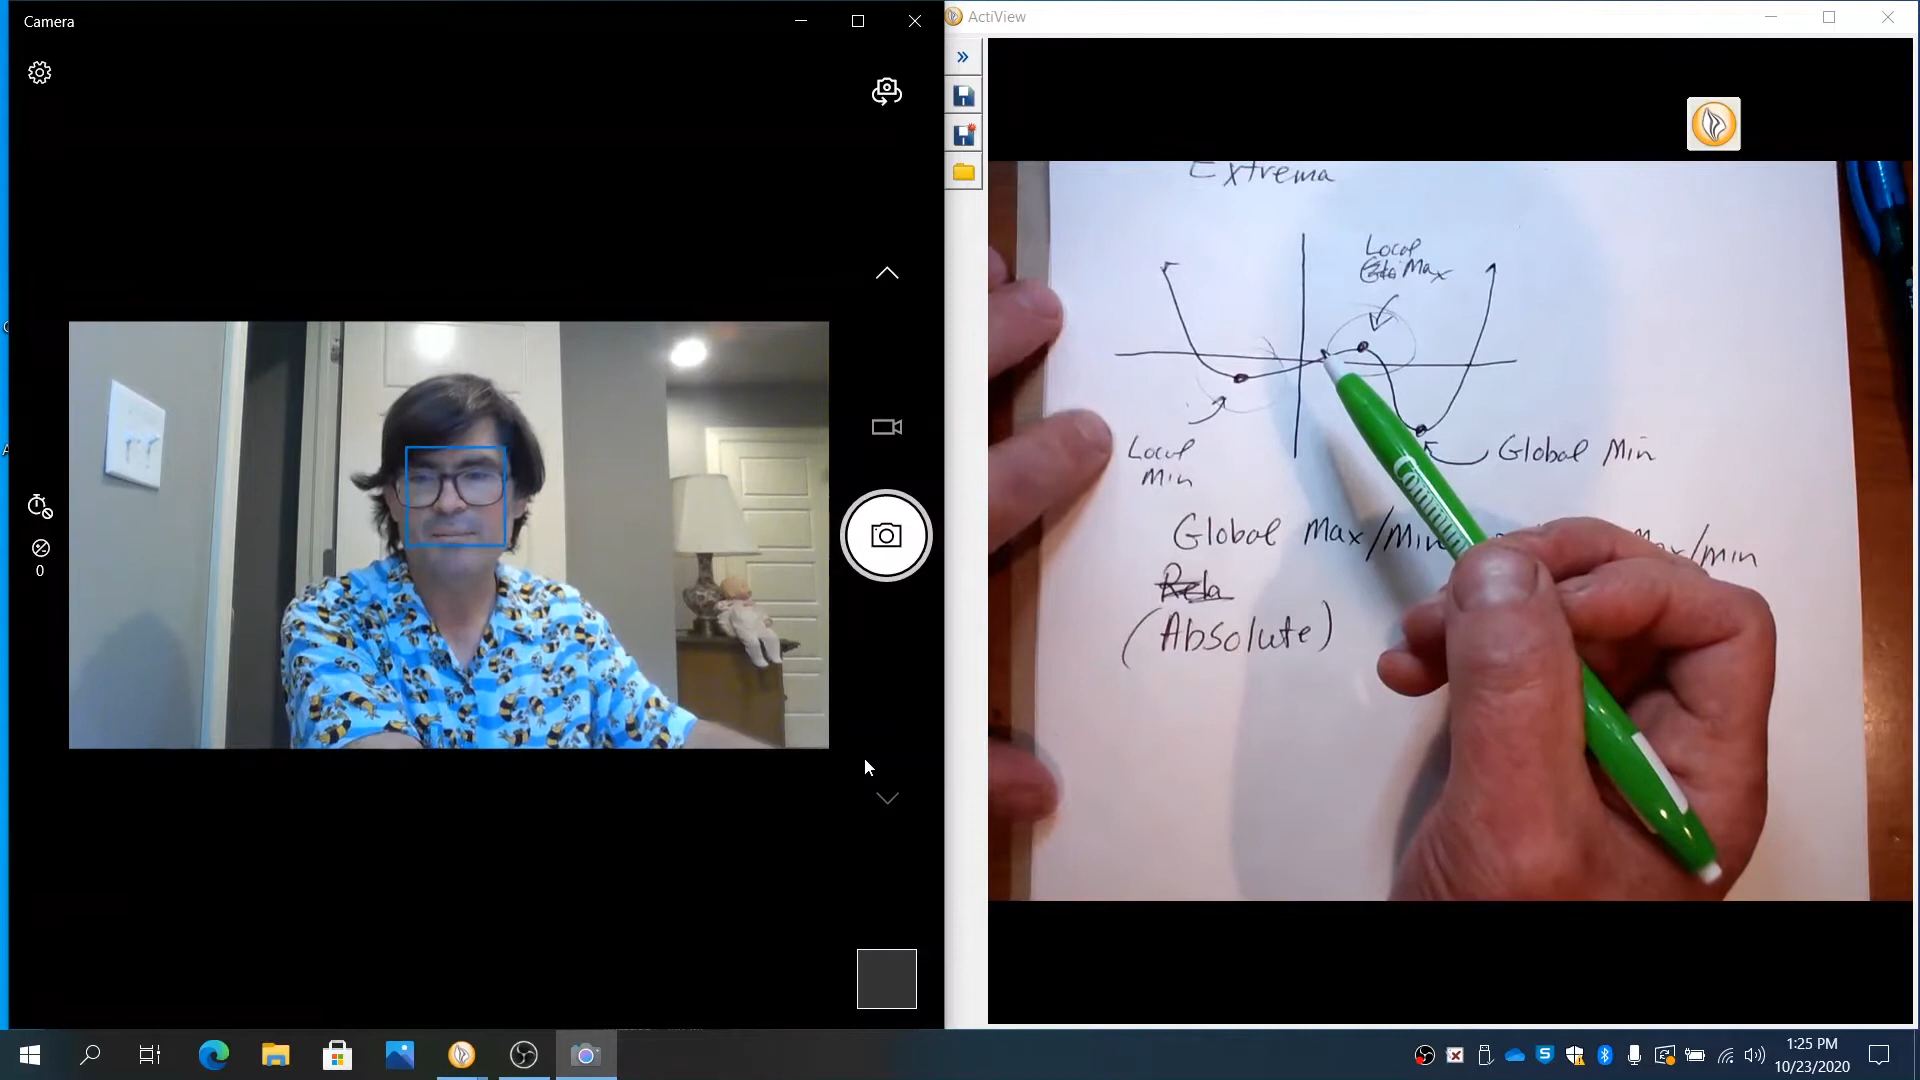 Camera
ActiView
0
Extrema
Local
Max
Local
Min
Global Min
Global Max/Min
Max/min
(Absolute)
1:25 PM
10/23/2020